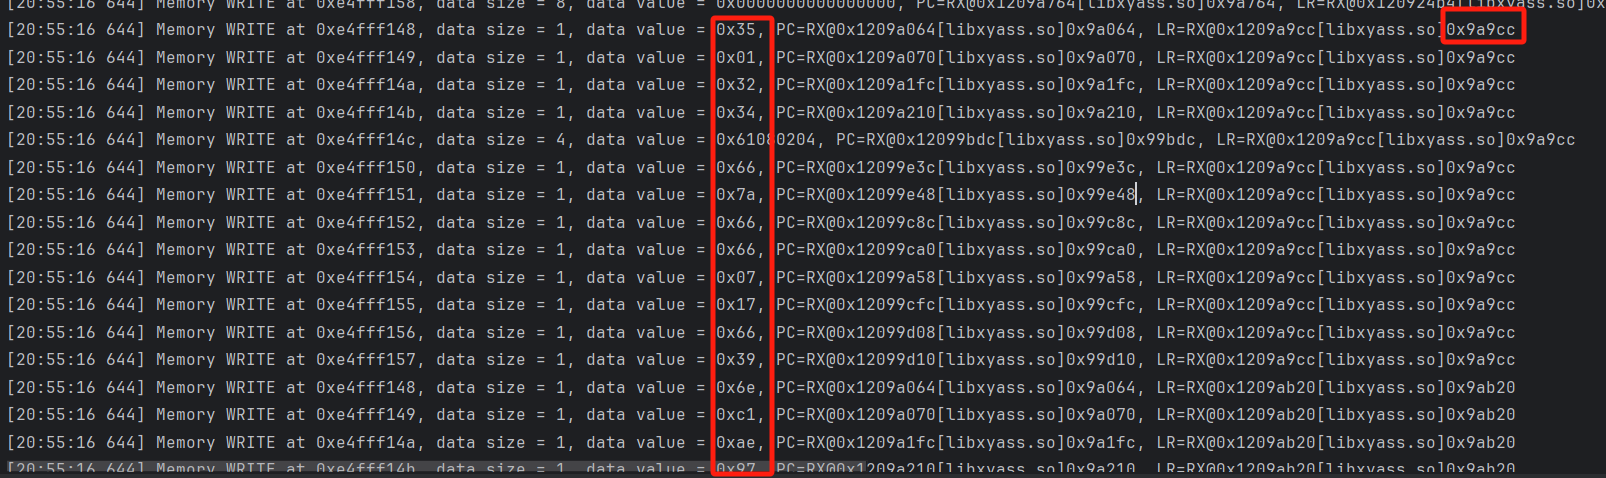 [20:55:16 644] Memory WRITE at 0xe4fff158, data size = 8, data value = 0x0000000000000000, PC=RX@0x1209a764[libxyass.so]0x9a764, LR=RX@0x120924b4[libxyass.so]
[20:55:16 644] Memory WRITE at 0xe4fff148, data size = 1, data value = 0x35, PC=RX@0x1209a064[libxyass.so]0x9a064, LR=RX@0x1209a9cc[libxyass.so]0x9a9cc
[20:55:16 644] Memory WRITE at 0xe4fff149, data size = 1, data value = 0x01, PC=RX@0x1209a070[libxyass.so]0x9a070, LR=RX@0x1209a9cc[libxyass.so]0x9a9cc
[20:55:16 644] Memory WRITE at 0xe4fff14a, data size = 1, data value = 0x32, PC=RX@0x1209a1fc[libxyass.so]0x9a1fc, LR=RX@0x1209a9cc[libxyass.so]0x9a9cc
[20:55:16 644] Memory WRITE at 0xe4fff14b, data size = 1, data value = 0x34, PC=RX@0x1209a210[libxyass.so]0x9a210, LR=RX@0x1209a9cc[libxyass.so]0x9a9cc
[20:55:16 644] Memory WRITE at 0xe4fff14c, data size = 4, data value = 0x61080204, PC=RX@0x12099bdc[libxyass.so]0x99bdc, LR=RX@0x1209a9cc[libxyass.so]0x9a9cc
[20:55:16 644] Memory WRITE at 0xe4fff150, data size = 1, data value = 0x66, PC=RX@0x12099e3c[libxyass.so]0x99e3c, LR=RX@0x1209a9cc[libxyass.so]0x9a9cc
[20:55:16 644] Memory WRITE at 0xe4fff151, data size = 1, data value = 0x7a, PC=RX@0x12099e48[libxyass.so]0x99e48, LR=RX@0x1209a9cc[libxyass.so]0x9a9cc
[20:55:16 644] Memory WRITE at 0xe4fff152, data size = 1, data value = 0x66, PC=RX@0x12099c8c[libxyass.so]0x99c8c, LR=RX@0x1209a9cc[libxyass.so]0x9a9cc
[20:55:16 644] Memory WRITE at 0xe4fff153, data size = 1, data value = 0x66, PC=RX@0x12099ca0[libxyass.so]0x99ca0, LR=RX@0x1209a9cc[libxyass.so]0x9a9cc
[20:55:16 644] Memory WRITE at 0xe4fff154, data size = 1, data value = 0x07, PC=RX@0x12099a58[libxyass.so]0x99a58, LR=RX@0x1209a9cc[libxyass.so]0x9a9cc
[20:55:16 644] Memory WRITE at 0xe4fff155, data size = 1, data value = 0x17, PC=RX@0x12099cfc[libxyass.so]0x99cfc, LR=RX@0x1209a9cc[libxyass.so]0x9a9cc
[20:55:16 644] Memory WRITE at 0xe4fff156, data size = 1, data value = 0x66, PC=RX@0x12099d08[libxyass.so]0x99d08, LR=RX@0x1209a9cc[libxyass.so]0x9a9cc
[20:55:16 644] Memory WRITE at 0xe4fff157, data size = 1, data value = 0x39, PC=RX@0x12099d10[libxyass.so]0x99d10, LR=RX@0x1209a9cc[libxyass.so]0x9a9cc
[20:55:16 644] Memory WRITE at 0xe4fff148, data size = 1, data value = 0x6e, PC=RX@0x1209a064[libxyass.so]0x9a064, LR=RX@0x1209ab20[libxyass.so]0x9ab20
[20:55:16 644] Memory WRITE at 0xe4fff149, data size = 1, data value = 0xc1, PC=RX@0x1209a070[libxyass.so]0x9a070, LR=RX@0x1209ab20[libxyass.so]0x9ab20
[20:55:16 644] Memory WRITE at 0xe4fff14a, data size = 1, data value = 0xae, PC=RX@0x1209a1fc[libxyass.so]0x9a1fc, LR=RX@0x1209ab20[libxyass.so]0x9ab20
[20:55:16 644] Memory WRITE at 0xe4fff14b, data size = 1, data value = 0x97, PC=RX@0x1209a210[libxyass.so]0x9a210, LR=RX@0x1209ab20[libxyass.so]0x9ab20